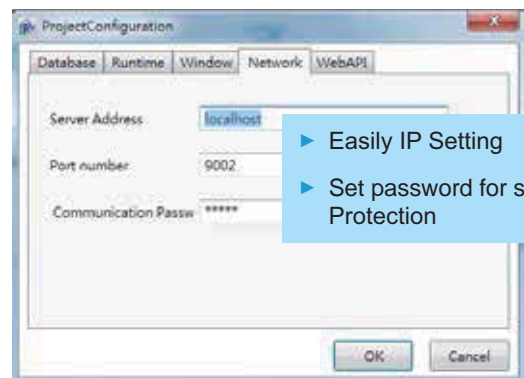 ProjectConfiguration
Database Runtime Window Network WebAPI
Server Address localhost
Port number 9002
Communication Passw *****
► Easily IP Setting
► Set password for s
Protection
OK Cancel